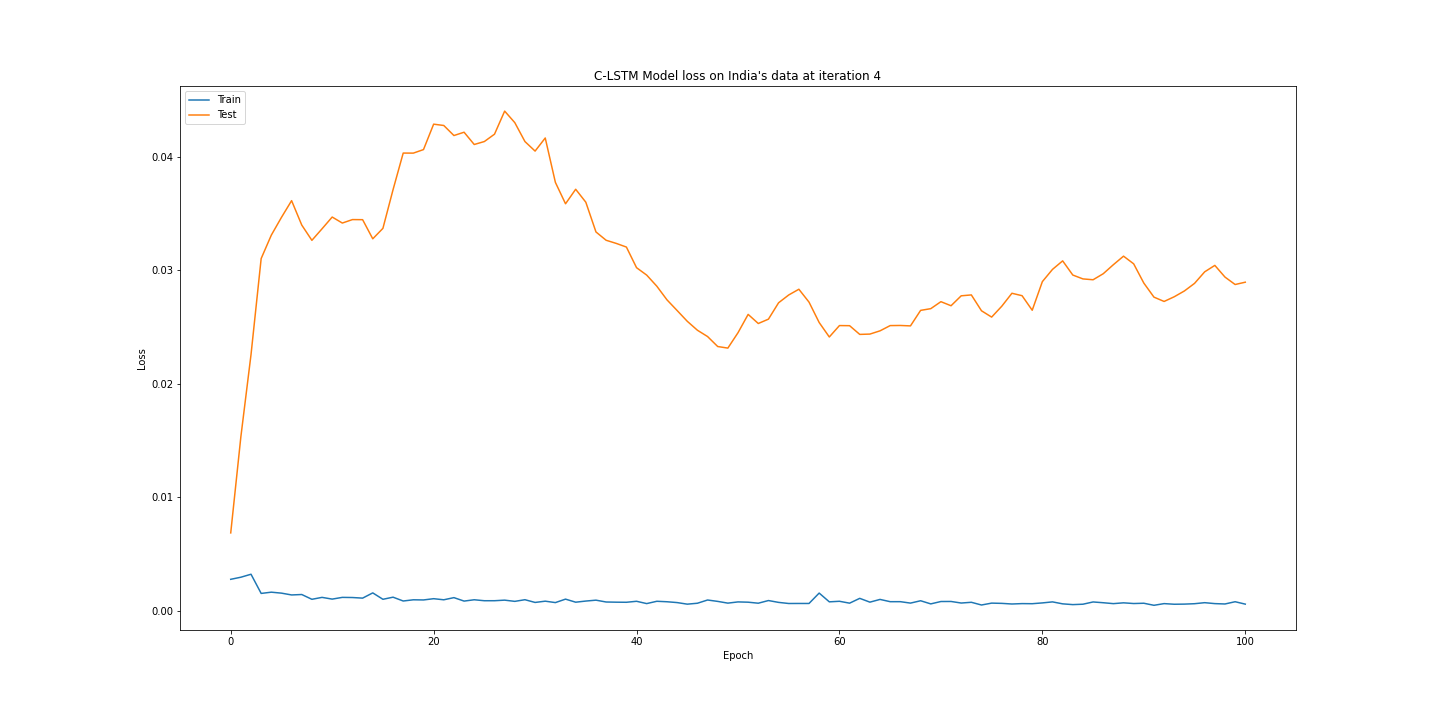 C-LSTM Model loss on India's data at iteration 4
Train
Test
0.04
0.03
0.02
0.01
0.00
Loss
0 20 40 60 80 100
Epoch